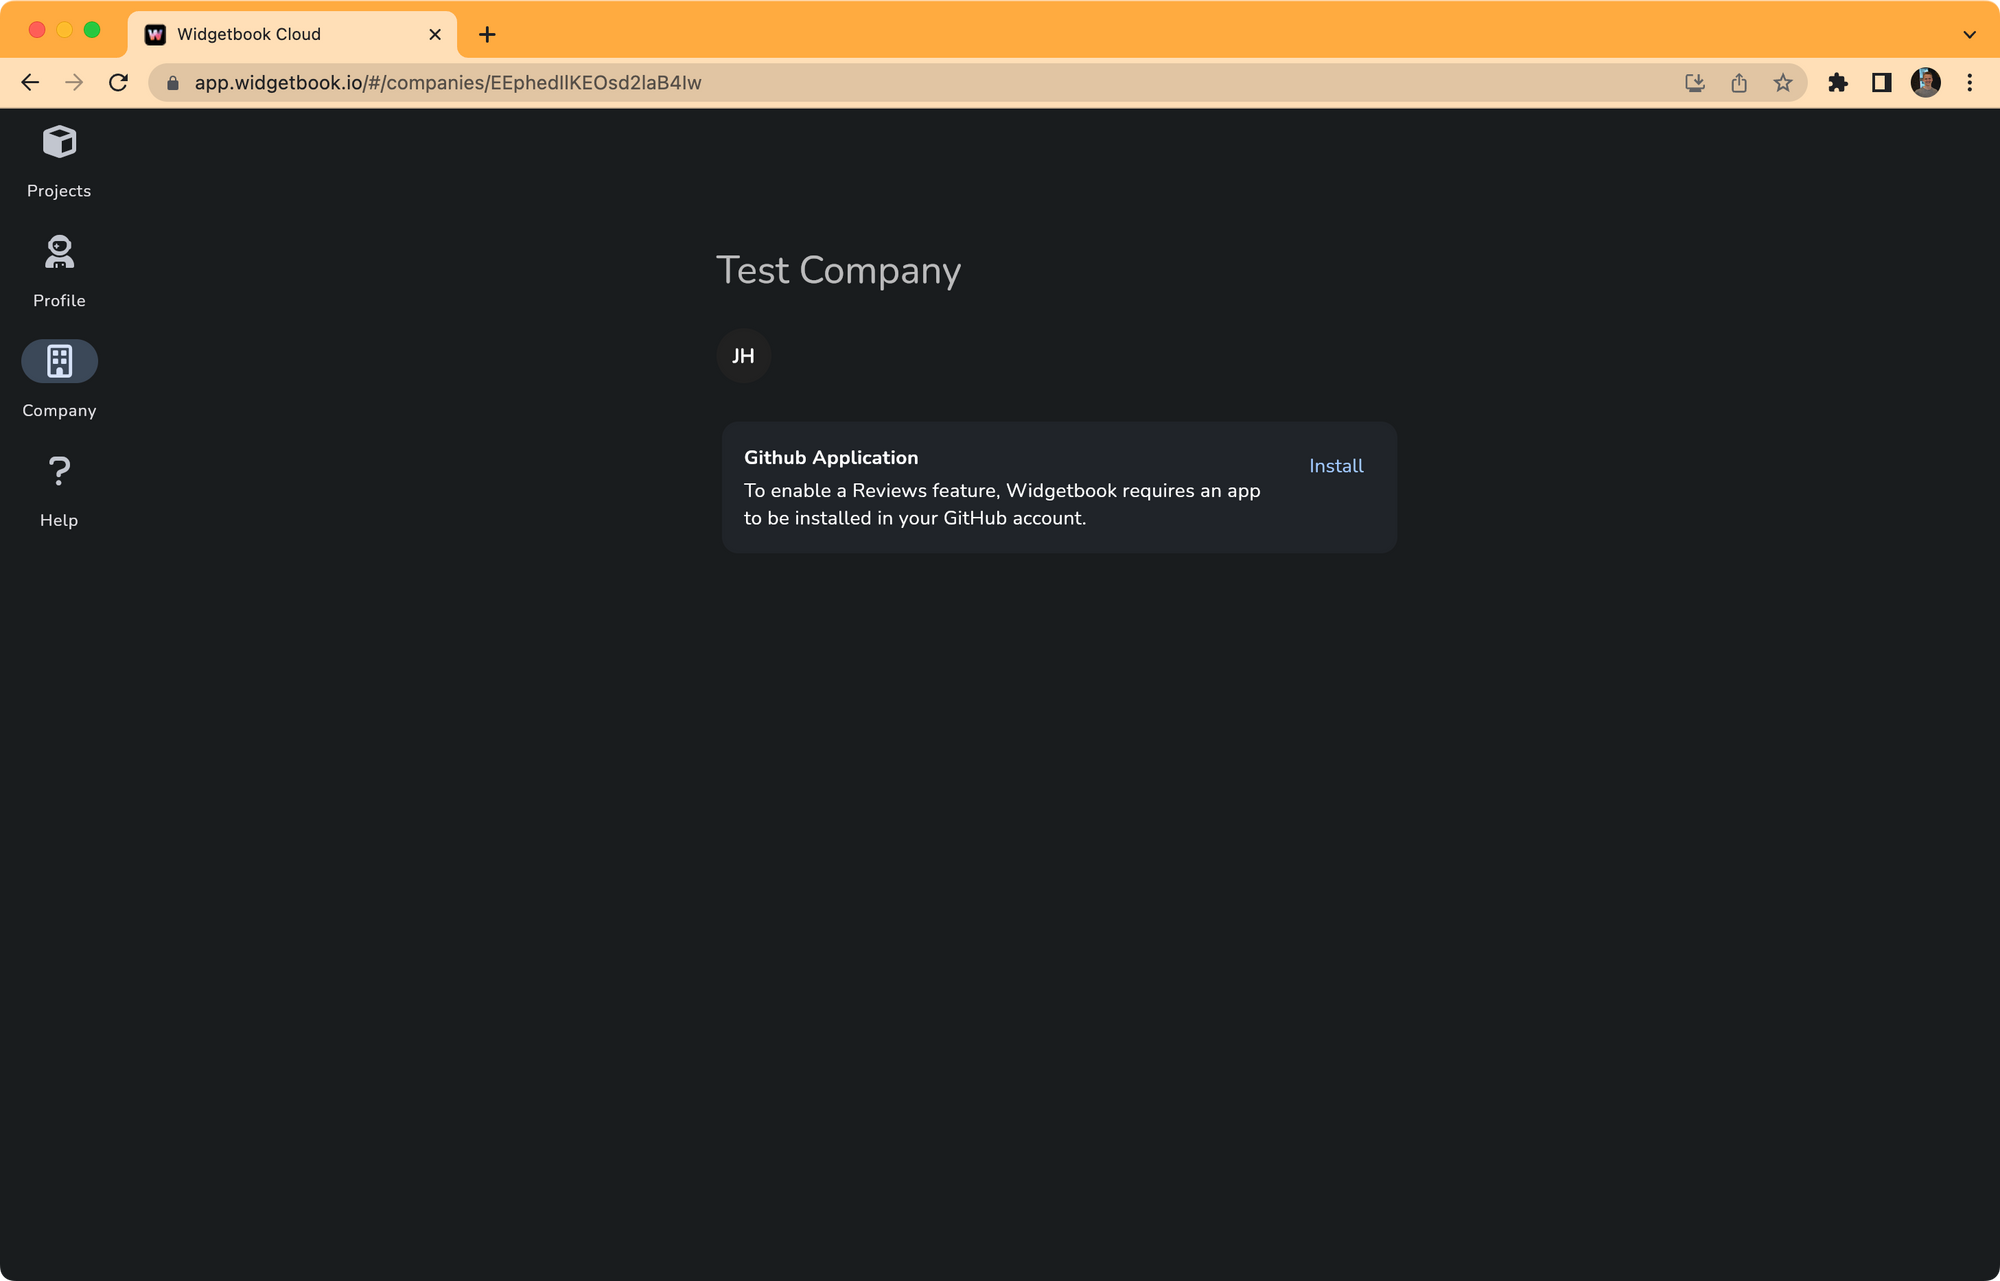 Widgetbook Cloud
app.widgetbook.io/#/companies/EEphedIlKEOsd2laB4lw
Projects
Profile
Company
Help
Test Company
JH
Github Application
Install
To enable a Reviews feature, Widgetbook requires an app
to be installed in your GitHub account.